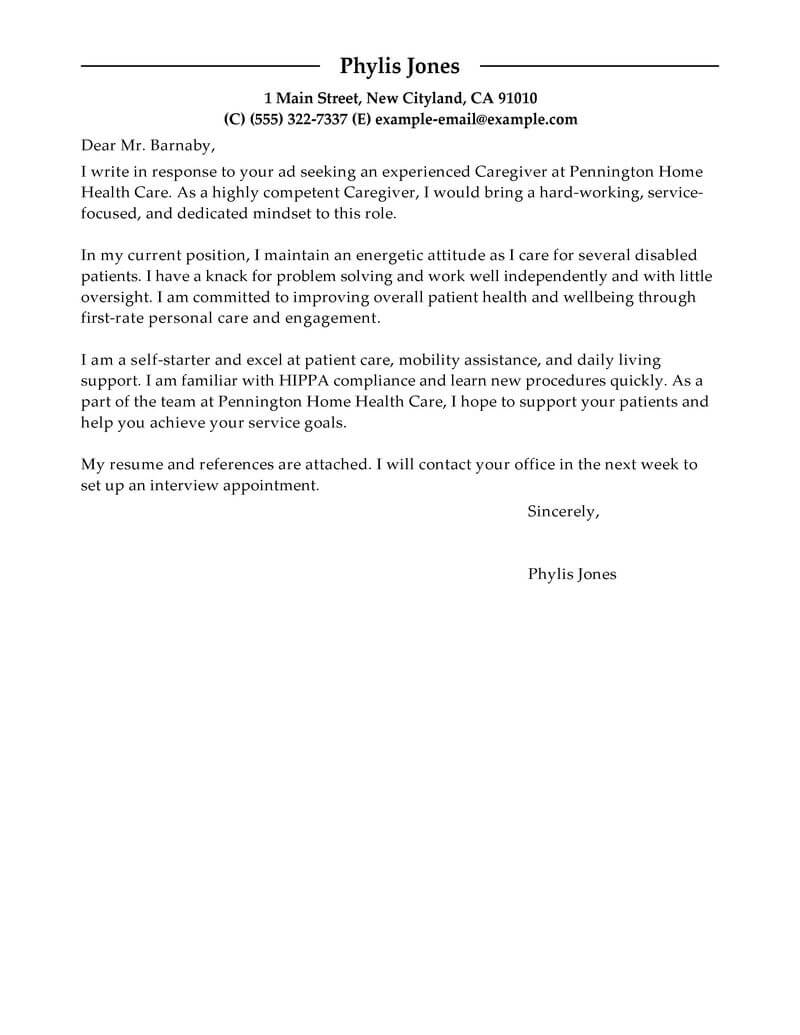 Phylis Jones
1 Main Street, New Cityland, CA 91010
(C) (555) 322-7337 (E) example-email@example.com
Dear Mr. Barnaby,
I write in response to your ad seeking an experienced Caregiver at Pennington Home
Health Care. As a highly competent Caregiver, I would bring a hard-working, service-
focused, and dedicated mindset to this role.
In my current position, I maintain an energetic attitude as I care for several disabled
patients. I have a knack for problem solving and work well independently and with little
oversight. I am committed to improving overall patient health and wellbeing through
first-rate personal care and engagement.
I am a self-starter and excel at patient care, mobility assistance, and daily living
support. I am familiar with HIPPA compliance and learn new procedures quickly. As a
part of the team at Pennington Home Health Care, I hope to support your patients and
help you achieve your service goals.
My resume and references are attached. I will contact your office in the next week to
set up an interview appointment.
Sincerely,
Phylis Jones